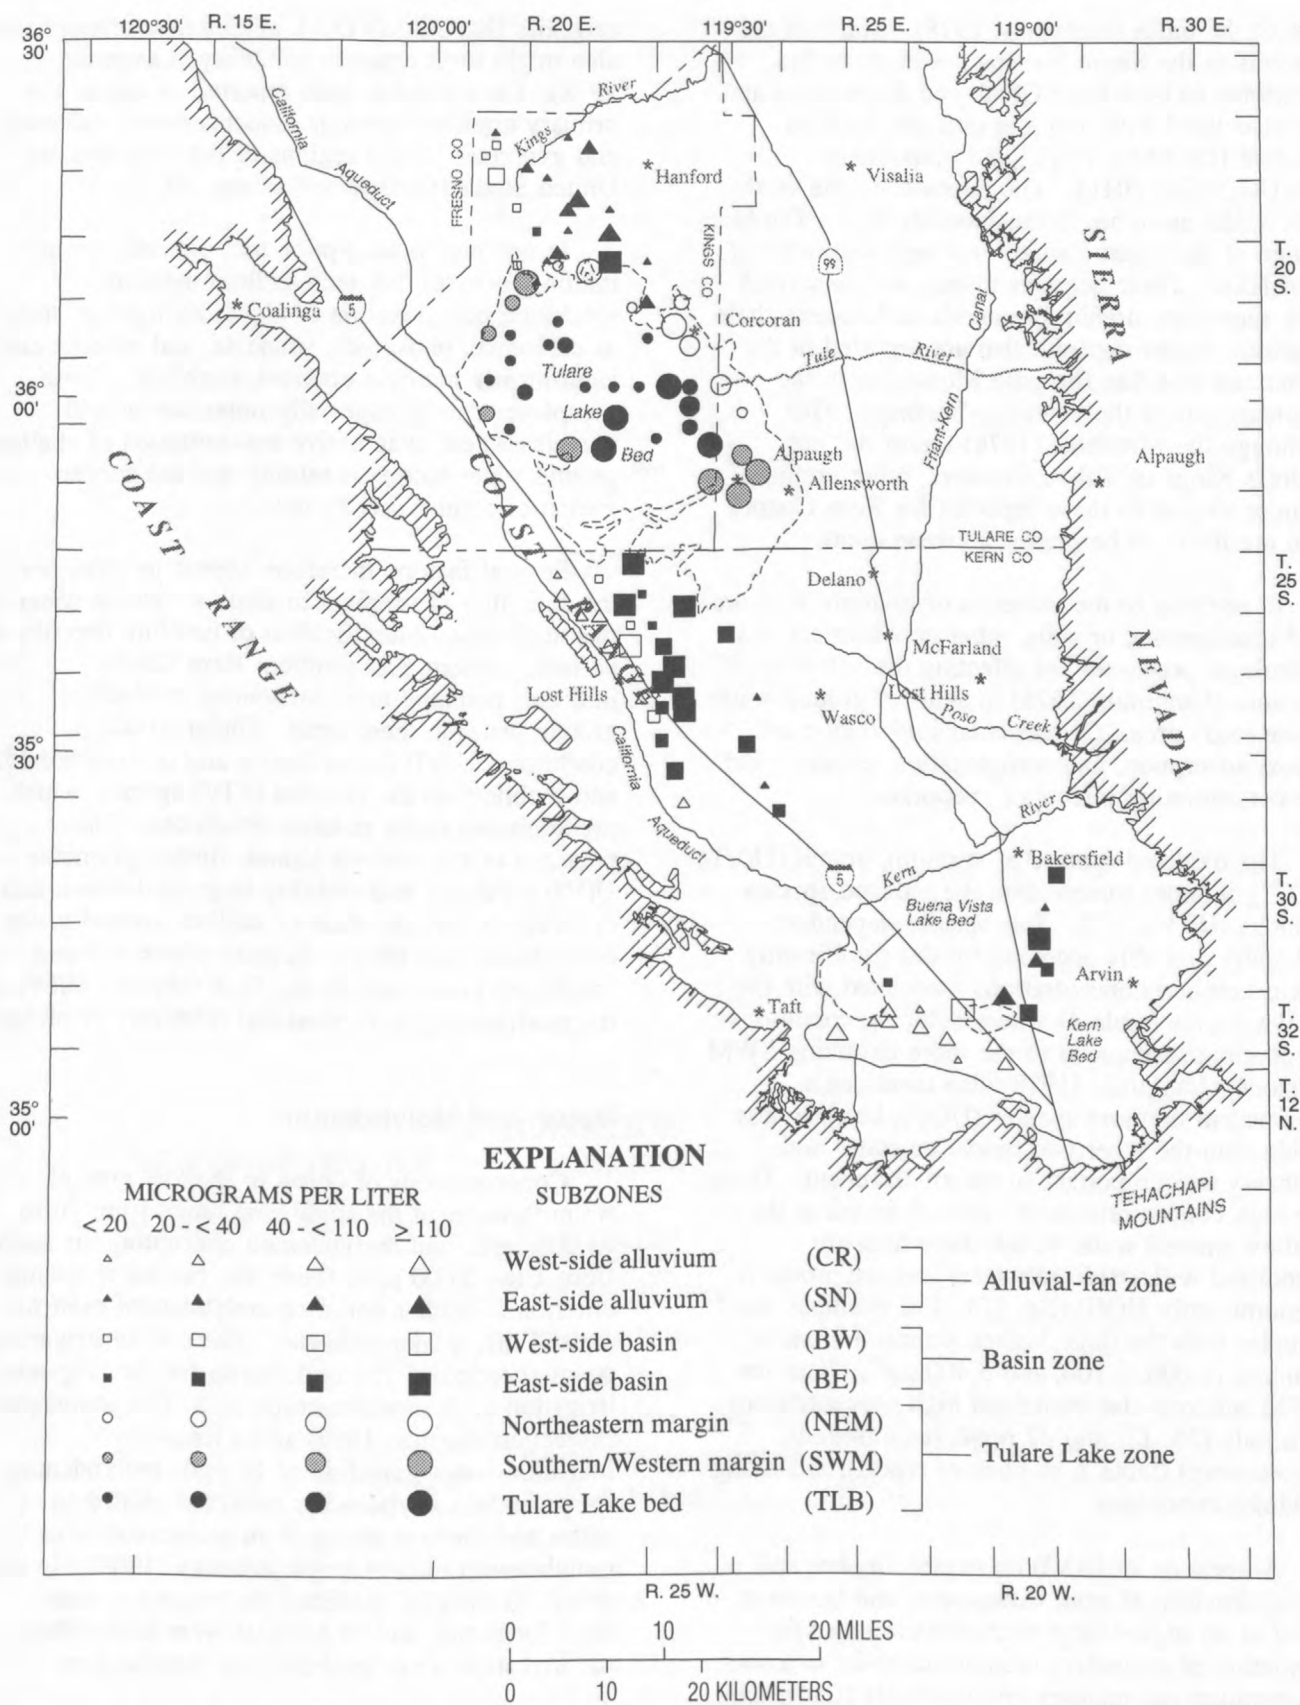 120°30' R. 15 E. 120°00' R. 20 E. 119°30' R. 25 E. 119°00' R. 30 E.
36°
30'
California
Aqueduct
River
Kings
FRESNO CO
Hanford
Visalia
KINGS CO
99
SIERRA
NEVADA
T.
20
S.
Coalinga
5
Canal
Corcoran
Tule River
Tulare
Lake
Bed
36°
00'
Friant-Kern
Alpaugh
Alpaugh
Allensworth
COAST RANGE
COAST RANGE
TULARE CO
KERN CO
T.
25
S.
Delano
McFarland
Lost Hills
Lost Hills
Wasco
Poso Creek
35°
30'
California
Aqueduct
River
Kern
5
Bakersfield
Buena Vista
Lake Bed
T.
30
S.
Arvin
Taft
Kern
Lake
Bed
T.
32
S.
T.
12
N.
35°
00'
TEHACHAPI
MOUNTAINS
EXPLANATION
MICROGRAMS PER LITER SUBZONES
< 20 20 - < 40 40 - < 110 ≥ 110
West-side alluvium (CR)
East-side alluvium (SN)
Alluvial-fan zone
West-side basin (BW)
East-side basin (BE)
Basin zone
Northeastern margin (NEM)
Southern/Western margin (SWM)
Tulare Lake bed (TLB)
Tulare Lake zone
R. 25 W. R. 20 W.
0 10 20 MILES
0 10 20 KILOMETERS